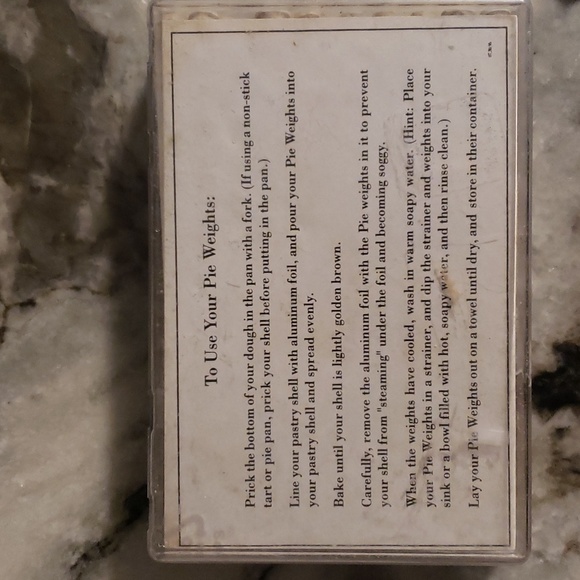 To Use Your Pie Weights:
Prick the bottom of your dough in the pan with a fork. (If using a non-stick
tart or pie pan, prick your shell before putting in the pan.)
Line your pastry shell with aluminum foil, and pour your Pie Weights into
your pastry shell and spread evenly.
Bake until your shell is lightly golden brown.
Carefully, remove the aluminum foil with the Pie weights in it to prevent
your shell from "steaming" under the foil and becoming soggy.
When the weights have cooled, wash in warm soapy water. (Hint: Place
your Pie Weights in a strainer, and dip the strainer and weights into your
sink or a bowl filled with hot, soapy water, and then rinse clean.)
Lay your Pie Weights out on a towel until dry, and store in their container.